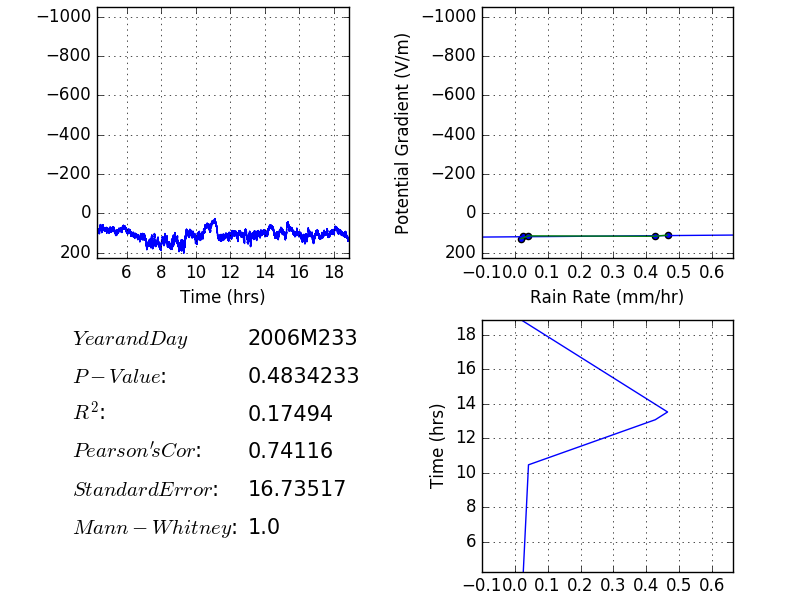 −1000
−800
−600
−400
−200
0
200
6 8 10 12 14 16 18
Time (hrs)
Potential Gradient (V/m)
−1000
−800
−600
−400
−200
0
200
−0.1 0.0 0.1 0.2 0.3 0.4 0.5 0.6
Rain Rate (mm/hr)
YearandDay 2006M233
P − Value: 0.4834233
R²: 0.17494
Pearson'sCor: 0.74116
StandardError: 16.73517
Mann − Whitney: 1.0
Time (hrs)
18
16
14
12
10
8
6
−0.1 0.0 0.1 0.2 0.3 0.4 0.5 0.6